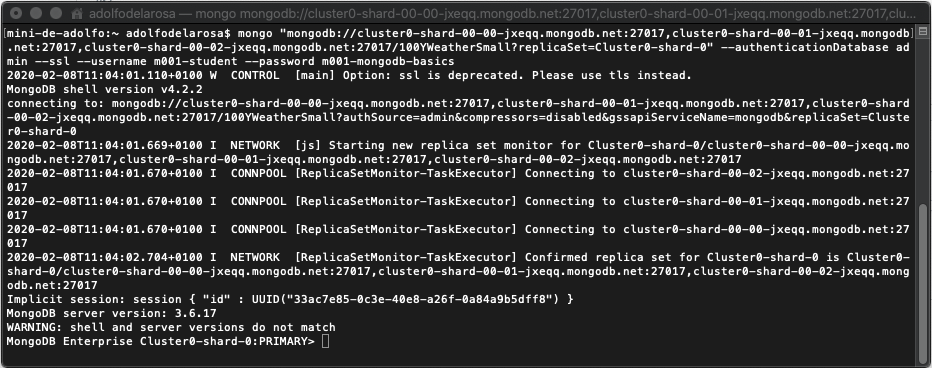 adolfodelarosa — mongo mongodb://cluster0-shard-00-00-jxeqq.mongodb.net:27017,cluster0-shard-00-01-jxeqq.mongodb.net:27017,clu...
[mini-de-adolfo:~ adolfodelarosa$ mongo "mongodb://cluster0-shard-00-00-jxeqq.mongodb.net:27017,cluster0-shard-00-01-jxeqq.mongodb]
.net:27017,cluster0-shard-00-02-jxeqq.mongodb.net:27017/100YWeatherSmall?replicaSet=Cluster0-shard-0" --authenticationDatabase ad
min --ssl --username m001-student --password m001-mongodb-basics
2020-02-08T11:04:01.110+0100 W  CONTROL  [main] Option: ssl is deprecated. Please use tls instead.
MongoDB shell version v4.2.2
connecting to: mongodb://cluster0-shard-00-00-jxeqq.mongodb.net:27017,cluster0-shard-00-01-jxeqq.mongodb.net:27017,cluster0-shard
-00-02-jxeqq.mongodb.net:27017/100YWeatherSmall?authSource=admin&compressors=disabled&gssapiServiceName=mongodb&replicaSet=Cluste
r0-shard-0
2020-02-08T11:04:01.669+0100 I  NETWORK  [js] Starting new replica set monitor for Cluster0-shard-0/cluster0-shard-00-00-jxeqq.mo
ngodb.net:27017,cluster0-shard-00-01-jxeqq.mongodb.net:27017,cluster0-shard-00-02-jxeqq.mongodb.net:27017
2020-02-08T11:04:01.670+0100 I  CONNPOOL [ReplicaSetMonitor-TaskExecutor] Connecting to cluster0-shard-00-02-jxeqq.mongodb.net:27
017
2020-02-08T11:04:01.670+0100 I  CONNPOOL [ReplicaSetMonitor-TaskExecutor] Connecting to cluster0-shard-00-01-jxeqq.mongodb.net:27
017
2020-02-08T11:04:01.670+0100 I  CONNPOOL [ReplicaSetMonitor-TaskExecutor] Connecting to cluster0-shard-00-00-jxeqq.mongodb.net:27
017
2020-02-08T11:04:02.704+0100 I  NETWORK  [ReplicaSetMonitor-TaskExecutor] Confirmed replica set for Cluster0-shard-0 is Cluster0-
shard-0/cluster0-shard-00-00-jxeqq.mongodb.net:27017,cluster0-shard-00-01-jxeqq.mongodb.net:27017,cluster0-shard-00-02-jxeqq.mong
odb.net:27017
Implicit session: session { "id" : UUID("33ac7e85-0c3e-40e8-a26f-0a84a9b5dff8") }
MongoDB server version: 3.6.17
WARNING: shell and server versions do not match
MongoDB Enterprise Cluster0-shard-0:PRIMARY>